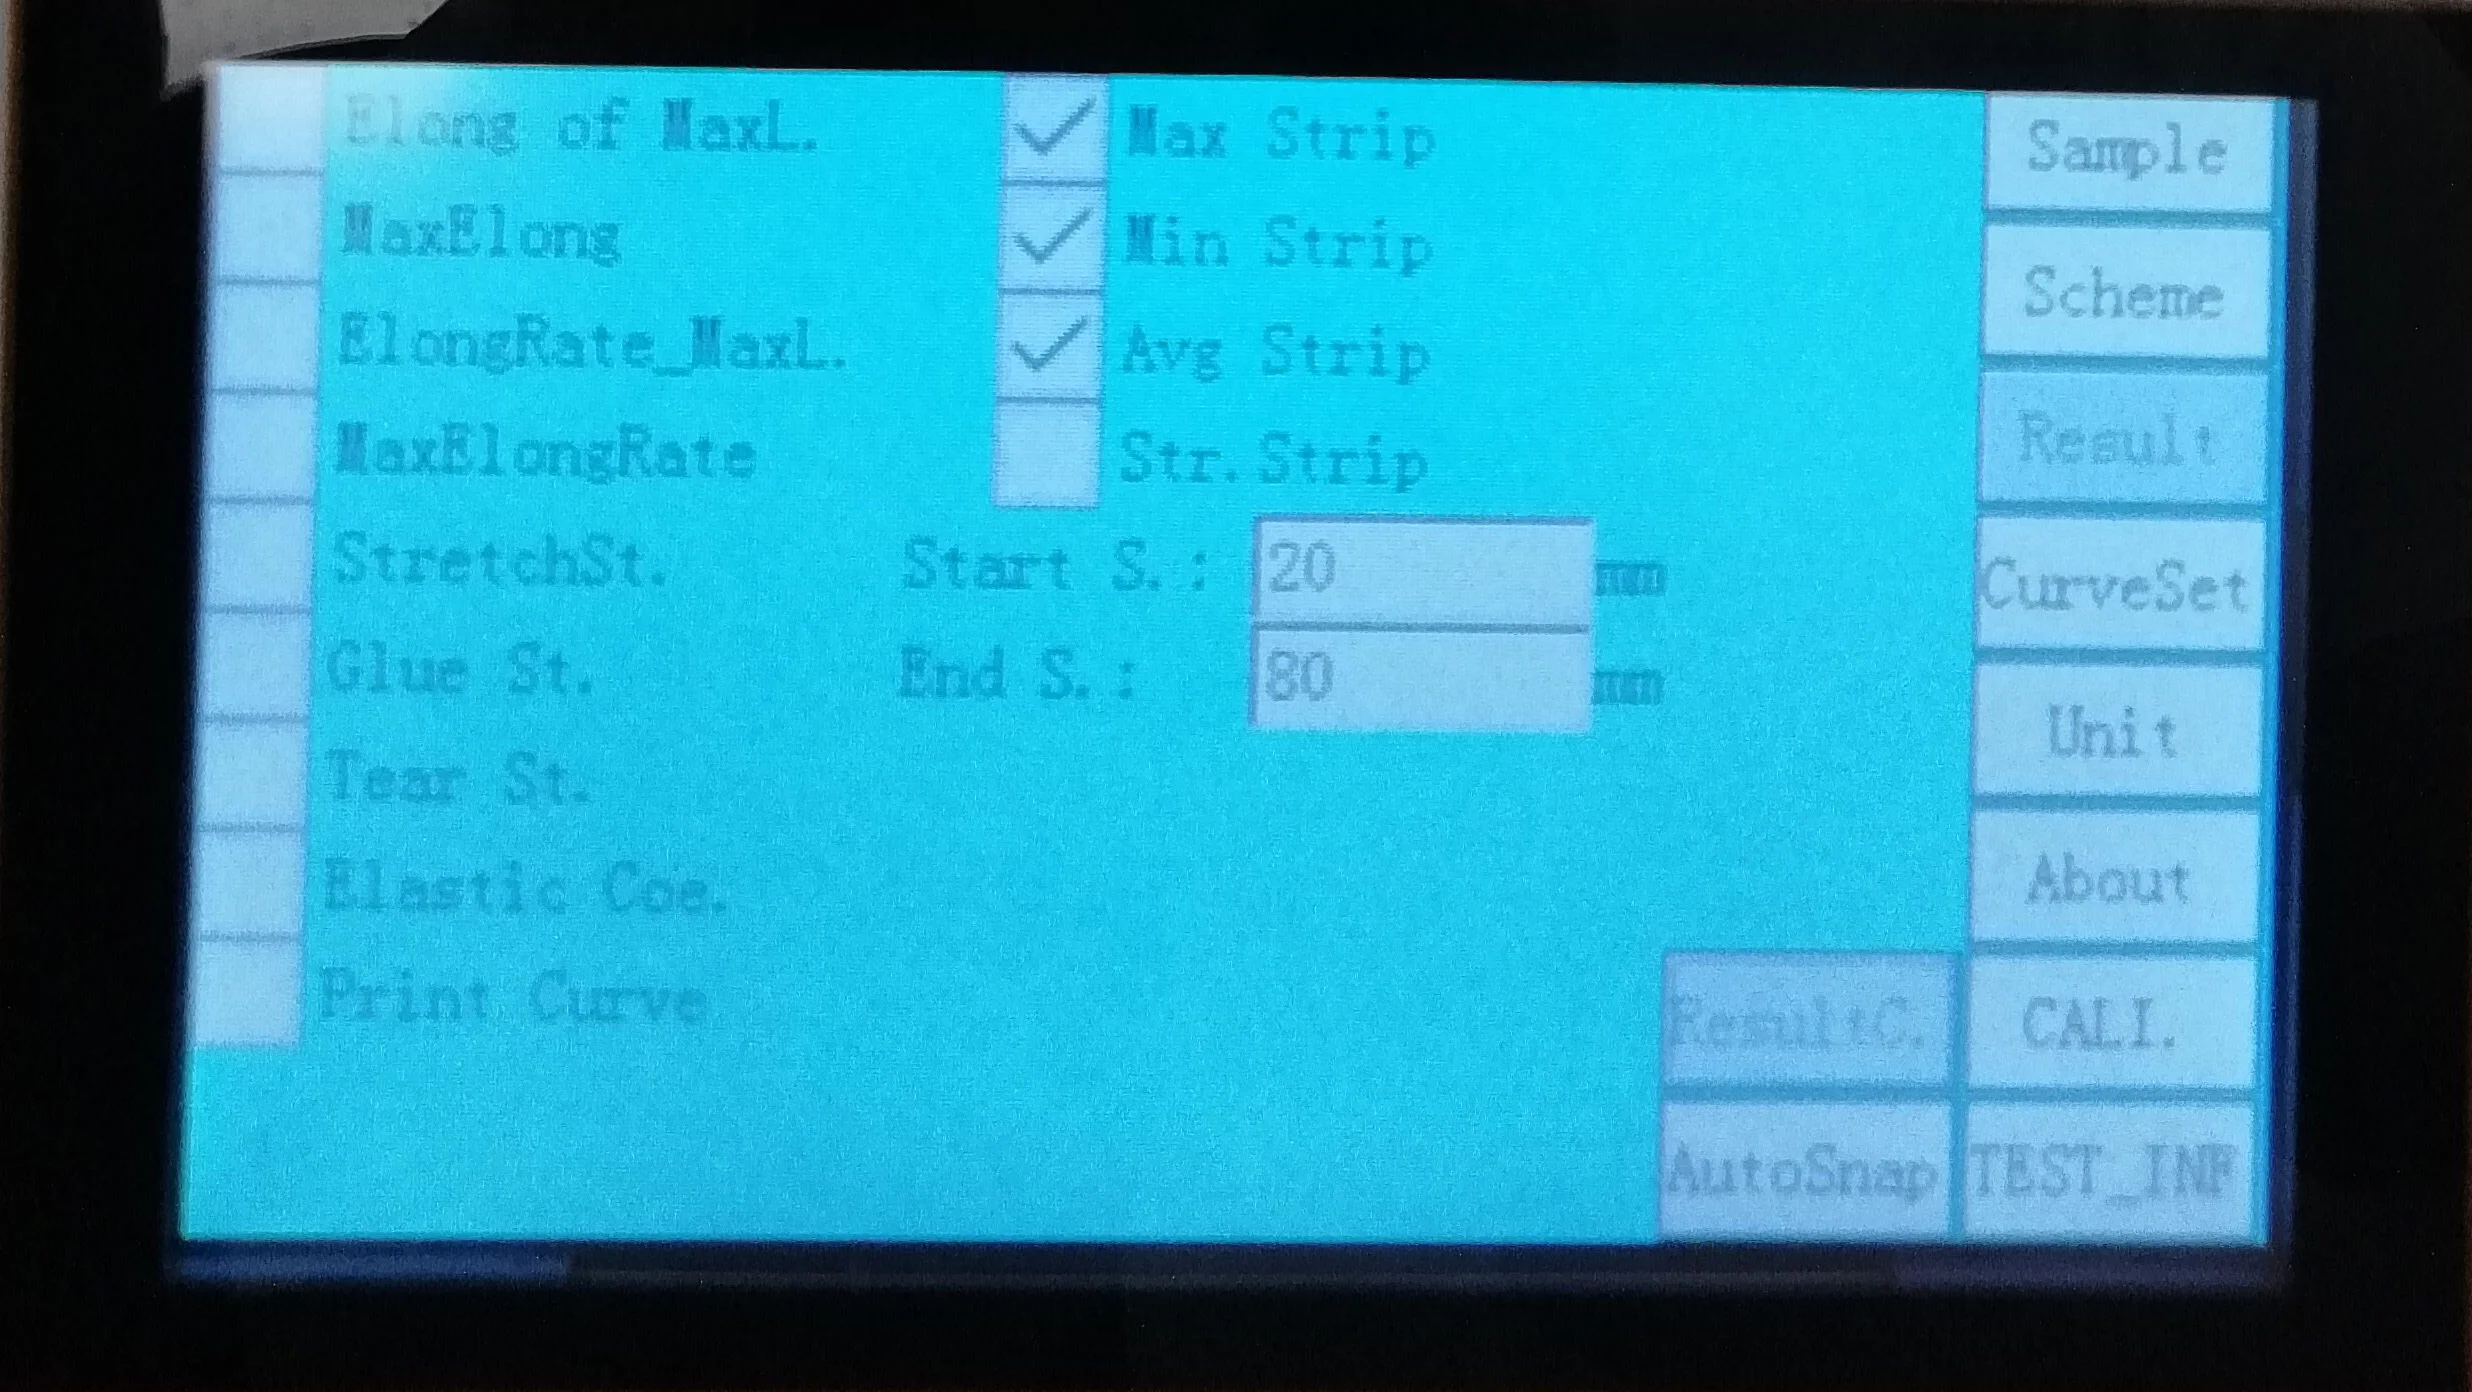 Elong of MaxL.
MaxElong
ElongRate_MaxL.
MaxElongRate
StretchSt.
Glue St.
Tear St.
Elastic Coe.
Print Curve
Max Strip
Min Strip
Avg Strip
Str.Strip
Start S.: 20 mm
End S.: 80 mm
Sample
Scheme
Result
CurveSet
Unit
About
ResultC. CALI.
AutoSnap TEST_INF